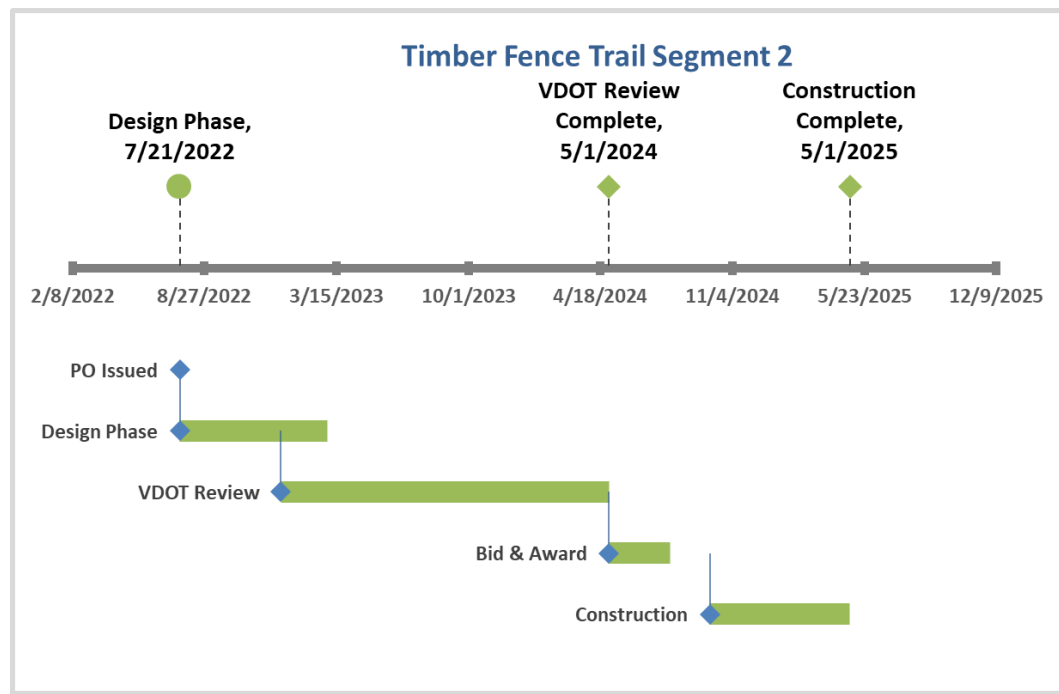 Timber Fence Trail Segment 2
Design Phase,
7/21/2022
VDOT Review
Complete,
5/1/2024
Construction
Complete,
5/1/2025
2/8/2022
8/27/2022
3/15/2023
10/1/2023
4/18/2024
11/4/2024
5/23/2025
12/9/2025
PO Issued
Design Phase
VDOT Review
Bid & Award
Construction